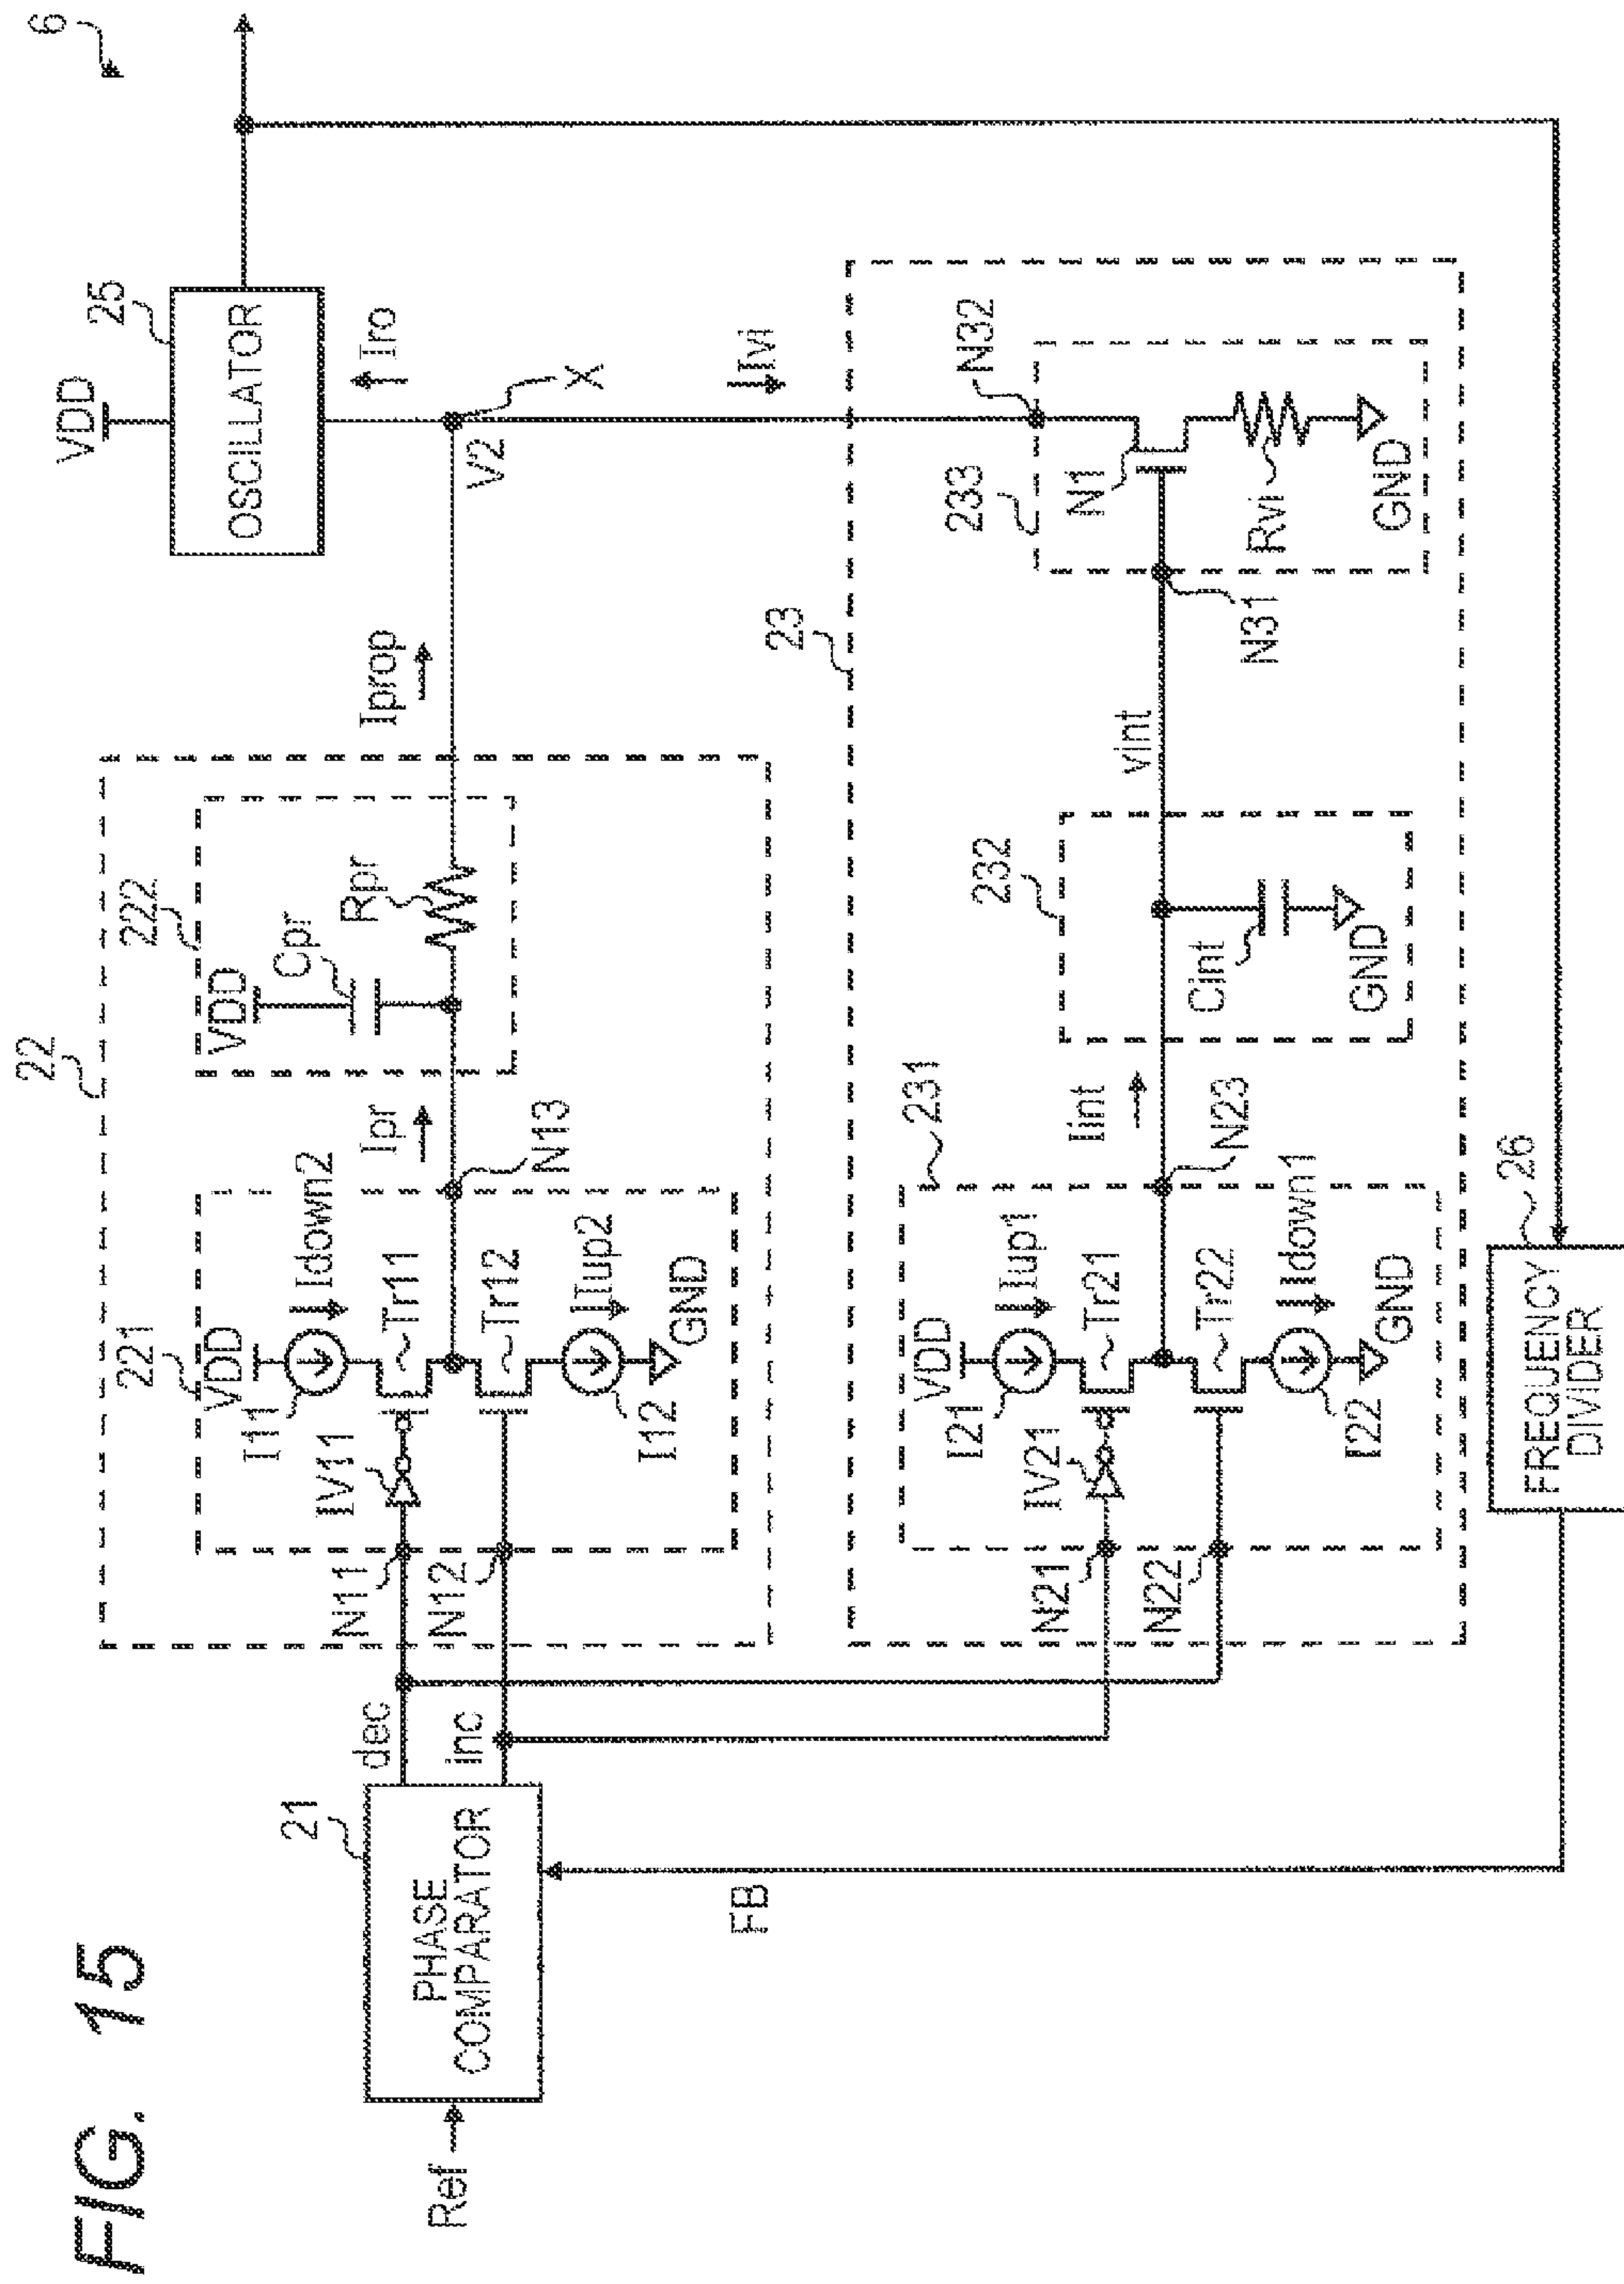 FIG. 15
6
Ref
21
PHASE
COMPARATOR
dec
inc
FB
22
221
N11
N12
IV11
VDD
I11
Idown2
Tr11
Tr12
Iup2
I12
GND
N13
Ipr
222
VDD
Cpr
Rpr
Iprop
V2
X
VDD
25
OSCILLATOR
Iro
Ivi
23
231
N21
N22
IV21
VDD
I21
Iup1
Tr21
Tr22
Idown1
I22
GND
N23
Iint
232
Cint
GND
vint
N31
233
N32
N1
Rvi
GND
26
FREQUENCY
DIVIDER